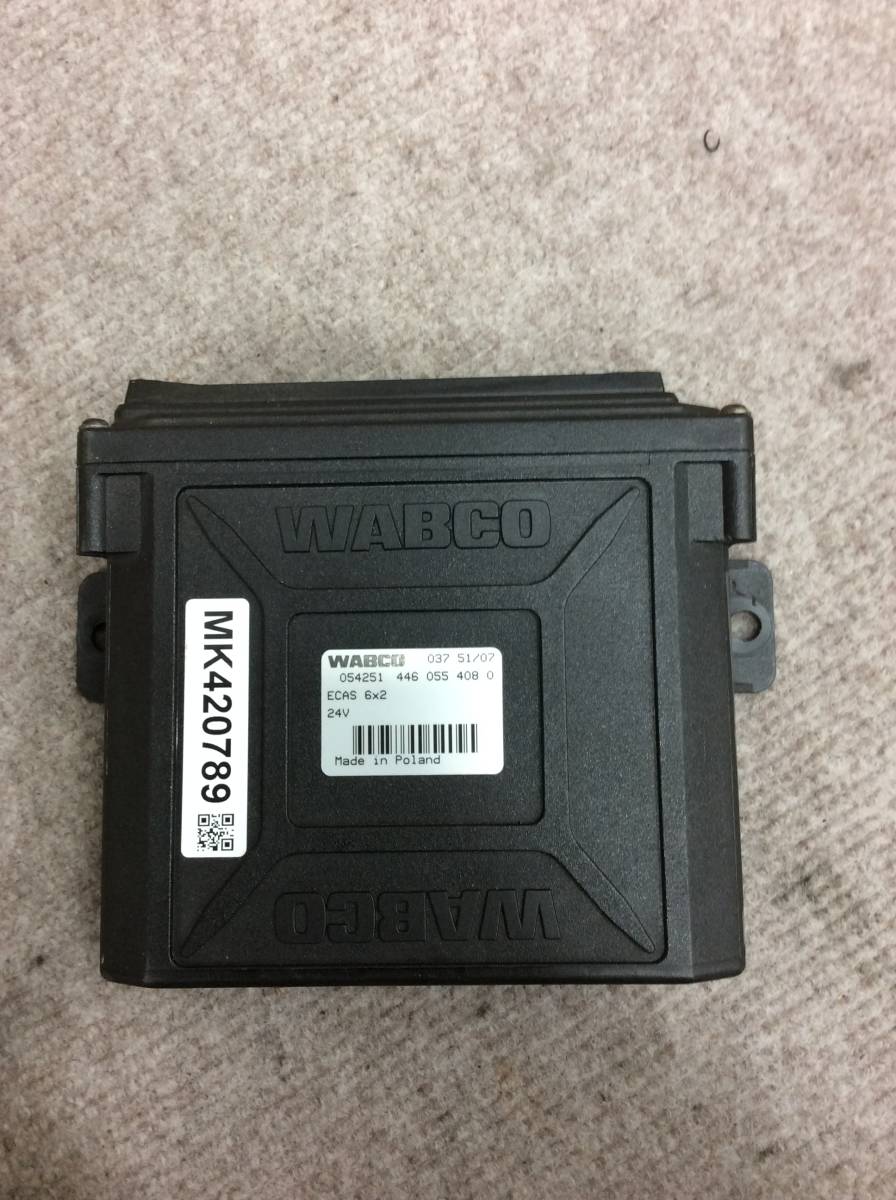 WABCO
MK420789
WABCO 037 51/07
054251 446 055 408 0
ECAS 6x2
24V
Made in Poland
WABCO